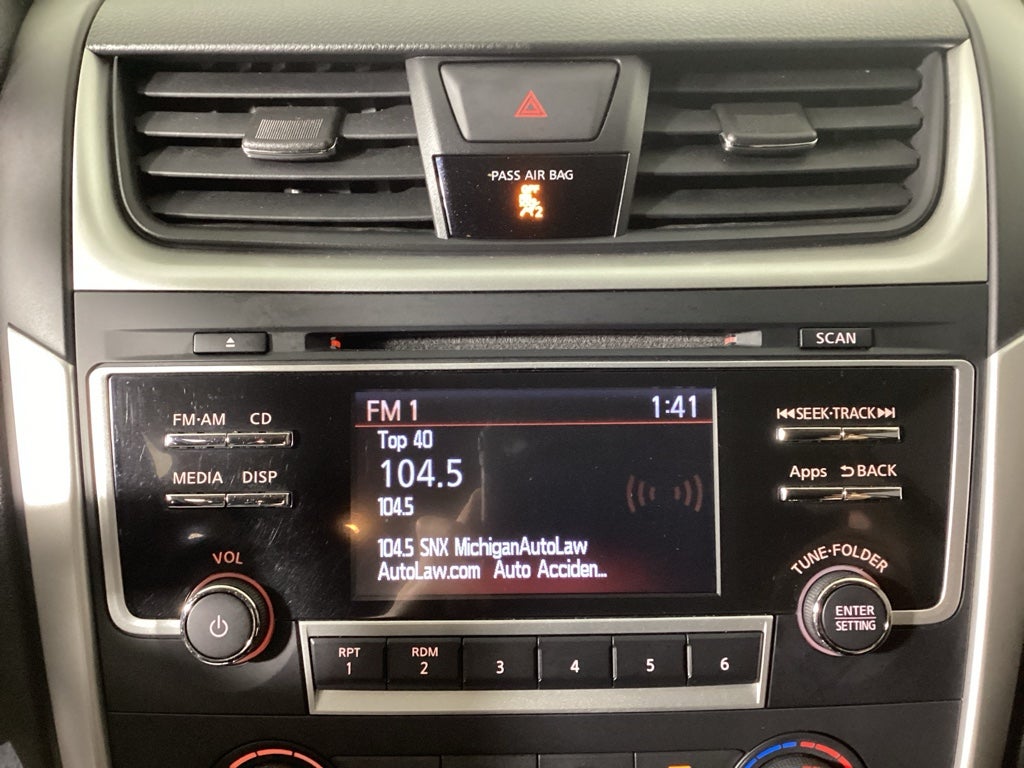 PASS AIR BAG
OFF
2
SCAN
FM·AM CD
MEDIA DISP
VOL
FM 1 1:41
Top 40
104.5
104.5
104.5 SNX MichiganAutoLaw
AutoLaw.com Auto Acciden...
SEEK·TRACK
Apps BACK
TUNE·FOLDER
ENTER
SETTING
RPT
1
RDM
2
3
4
5
6